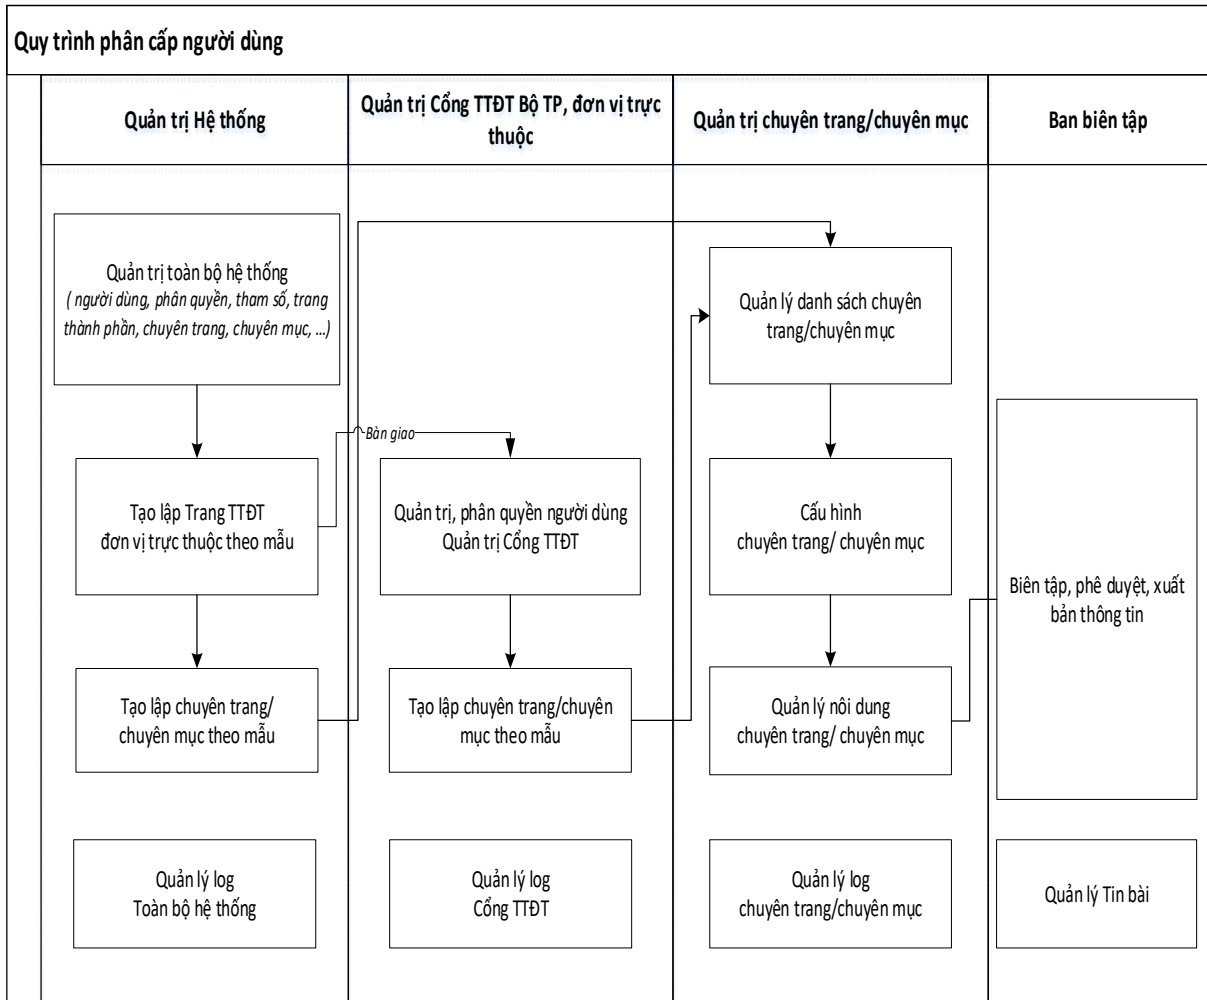 Quy trình phân cấp người dùng
Quản trị Hệ thống
Quản trị Cổng TTĐT Bộ TP, đơn vị trực
thuộc
Quản trị chuyên trang/chuyên mục
Ban biên tập
Quản trị toàn bộ hệ thống
( người dùng, phân quyền, tham số, trang
thành phần, chuyên trang, chuyên mục, ...)
Tạo lập Trang TTĐT
đơn vị trực thuộc theo mẫu
Tạo lập chuyên trang/
chuyên mục theo mẫu
Quản lý log
Toàn bộ hệ thống
Bàn giao
Quản trị, phân quyền người dùng
Quản trị Cổng TTĐT
Tạo lập chuyên trang/chuyên
mục theo mẫu
Quản lý log
Cổng TTĐT
Quản lý danh sách chuyên
trang/chuyên mục
Cấu hình
chuyên trang/ chuyên mục
Quản lý nôi dung
chuyên trang/ chuyên mục
Quản lý log
chuyên trang/chuyên mục
Biên tập, phê duyệt, xuất
bản thông tin
Quản lý Tin bài